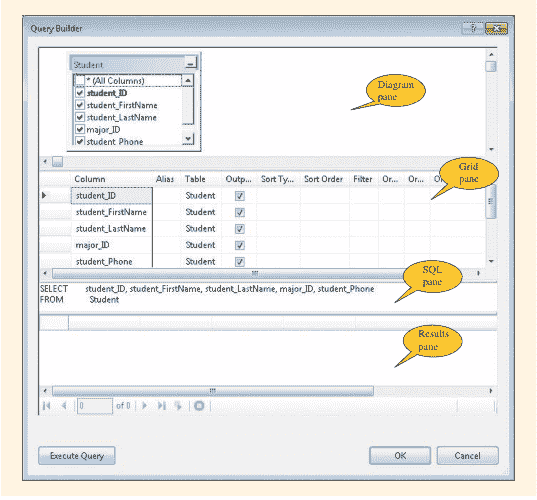 Query Builder
Student
* (All Columns)
student_ID
student_FirstName
student_LastName
major_ID
student_Phone
Diagram
pane
Column Alias Table Outp... Sort Ty... Sort Order Filter Or... Or...
Grid
pane
student_ID Student
student_FirstName Student
student_LastName Student
major_ID Student
student_Phone Student
SQL
pane
SELECT student_ID, student_FirstName, student_LastName, major_ID, student_Phone
FROM Student
Results
pane
0 of 0
Execute Query OK Cancel